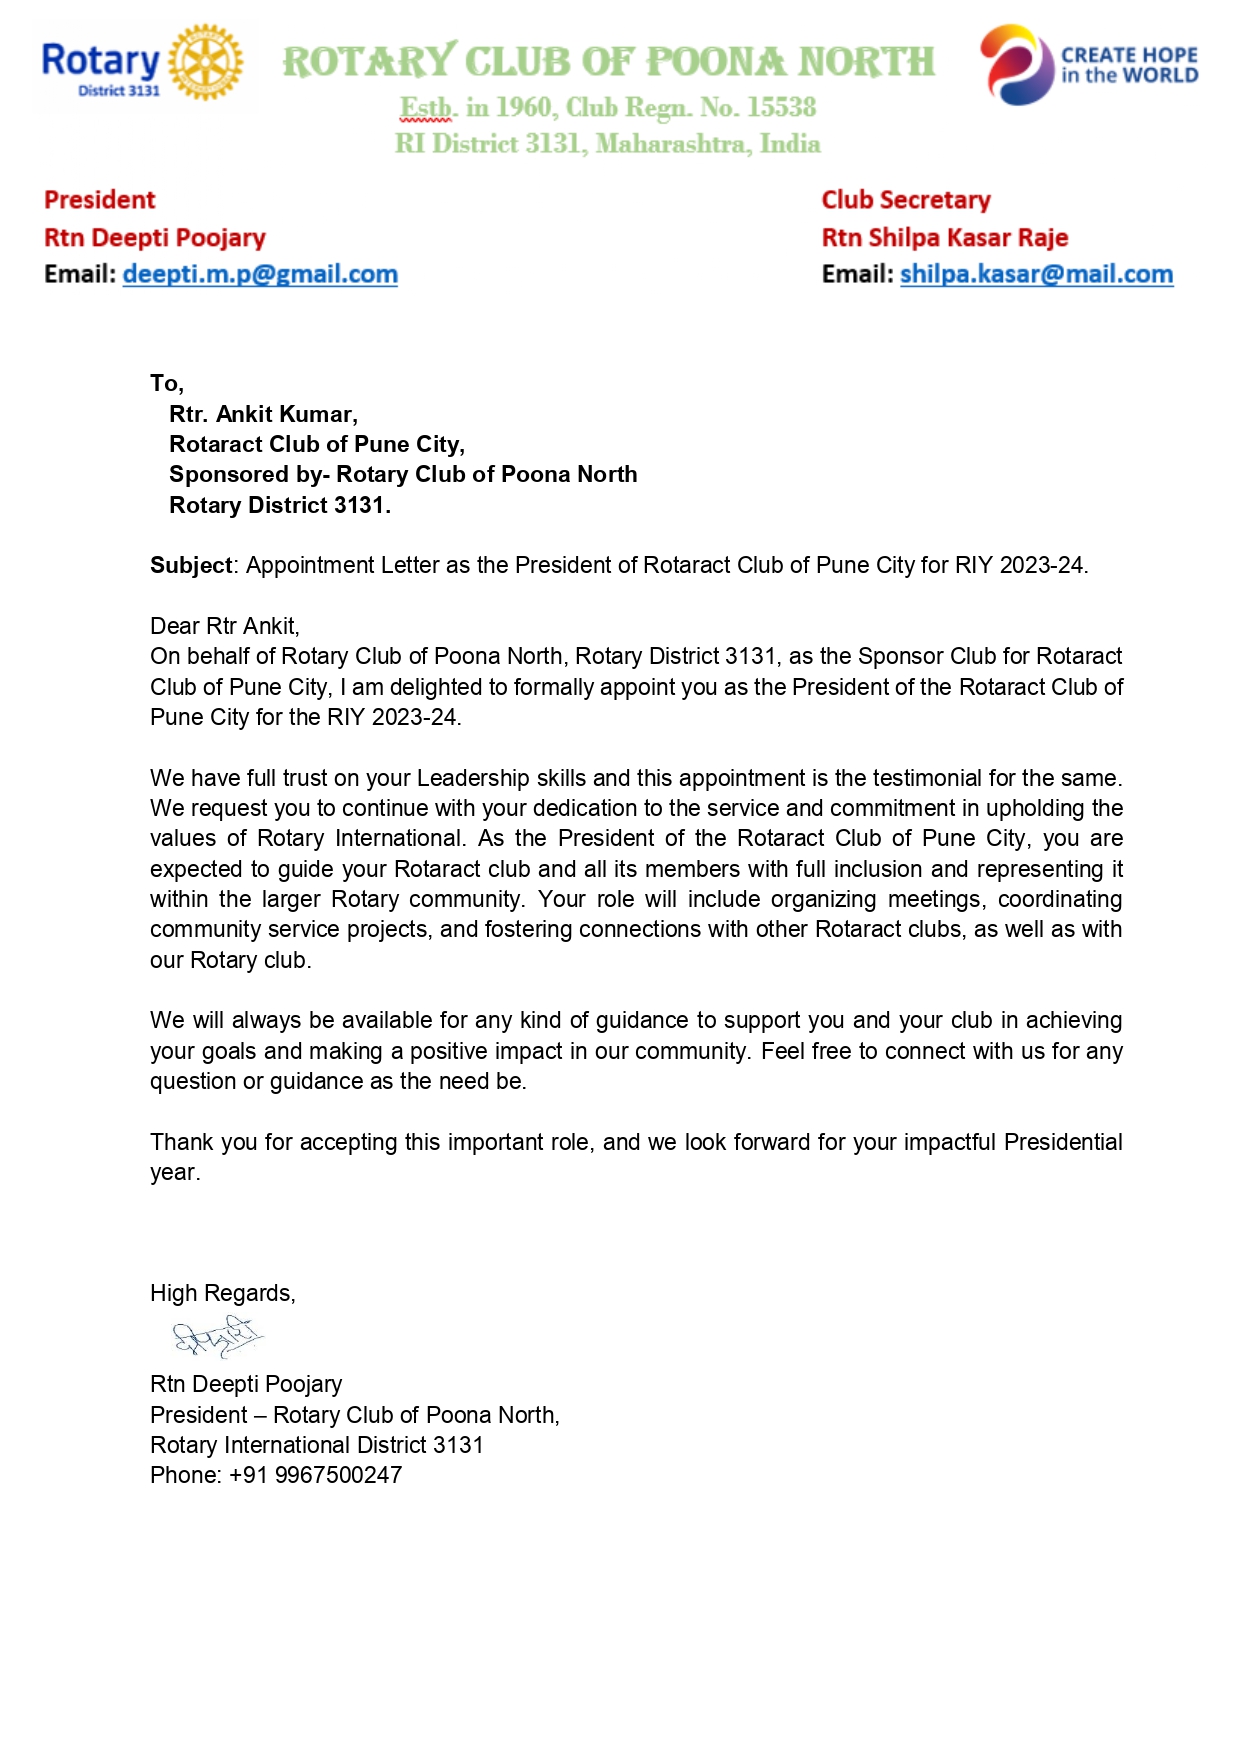 Rotary
District 3131
ROTARY CLUB OF POONA NORTH
Estb. in 1960, Club Regn. No. 15538
RI District 3131, Maharashtra, India
CREATE HOPE
in the WORLD
President
Rtn Deepti Poojary
Email: deepti.m.p@gmail.com
Club Secretary
Rtn Shilpa Kasar Raje
Email: shilpa.kasar@mail.com
To,
Rtr. Ankit Kumar,
Rotaract Club of Pune City,
Sponsored by- Rotary Club of Poona North
Rotary District 3131.
Subject: Appointment Letter as the President of Rotaract Club of Pune City for RIY 2023-24.
Dear Rtr Ankit,
On behalf of Rotary Club of Poona North, Rotary District 3131, as the Sponsor Club for Rotaract
Club of Pune City, I am delighted to formally appoint you as the President of the Rotaract Club of
Pune City for the RIY 2023-24.
We have full trust on your Leadership skills and this appointment is the testimonial for the same.
We request you to continue with your dedication to the service and commitment in upholding the
values of Rotary International. As the President of the Rotaract Club of Pune City, you are
expected to guide your Rotaract club and all its members with full inclusion and representing it
within the larger Rotary community. Your role will include organizing meetings, coordinating
community service projects, and fostering connections with other Rotaract clubs, as well as with
our Rotary club.
We will always be available for any kind of guidance to support you and your club in achieving
your goals and making a positive impact in our community. Feel free to connect with us for any
question or guidance as the need be.
Thank you for accepting this important role, and we look forward for your impactful Presidential
year.
High Regards,
Rtn Deepti Poojary
President – Rotary Club of Poona North,
Rotary International District 3131
Phone: +91 9967500247